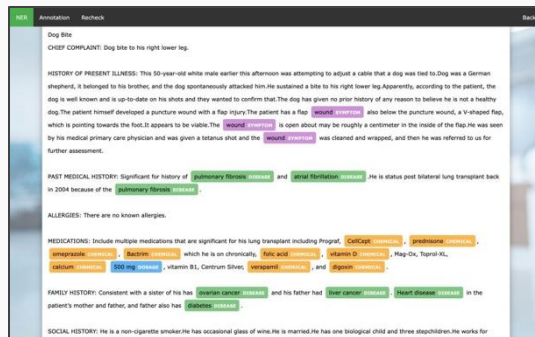 NER Annotation Recheck Back
Dog Bite
CHIEF COMPLAINT: Dog bite to his right lower leg.
HISTORY OF PRESENT ILLNESS: This 50-year-old white male earlier this afternoon was attempting to adjust a cable that a dog was tied to.Dog was a German
shepherd, it belonged to his brother, and the dog spontaneously attacked him.He sustained a bite to his right lower leg.Apparently, according to the patient, the
dog is well known and is up-to-date on his shots and they wanted to confirm that.The dog has given no prior history of any reason to believe he is not a healthy
dog.The patient himself developed a puncture wound with a flap injury.The patient has a flap wound SYMPTOM also below the puncture wound, a V-shaped flap,
which is pointing towards the foot.It appears to be viable.The wound SYMPTOM is open about may be roughly a centimeter in the inside of the flap.He was seen
by his medical primary care physician and was given a tetanus shot and the wound SYMPTOM was cleaned and wrapped, and then he was referred to us for
further assessment.
PAST MEDICAL HISTORY: Significant for history of pulmonary fibrosis DISEASE and atrial fibrillation DISEASE .He is status post bilateral lung transplant back
in 2004 because of the pulmonary fibrosis DISEASE .
ALLERGIES: There are no known allergies.
MEDICATIONS: Include multiple medications that are significant for his lung transplant including Prograf, CellCept CHEMICAL , prednisone CHEMICAL ,
omeprazole CHEMICAL , Bactrim CHEMICAL which he is on chronically, folic acid CHEMICAL , vitamin D CHEMICAL , Mag-Ox, Toprol-XL,
calcium CHEMICAL 500 mg DOSAGE , vitamin B1, Centrum Silver, verapamil CHEMICAL , and digoxin CHEMICAL .
FAMILY HISTORY: Consistent with a sister of his has ovarian cancer DISEASE and his father had liver cancer DISEASE . Heart disease DISEASE in the
patient's mother and father, and father also has diabetes DISEASE .
SOCIAL HISTORY: He is a non-cigarette smoker.He has occasional glass of wine.He is married.He has one biological child and three stepchildren.He works for